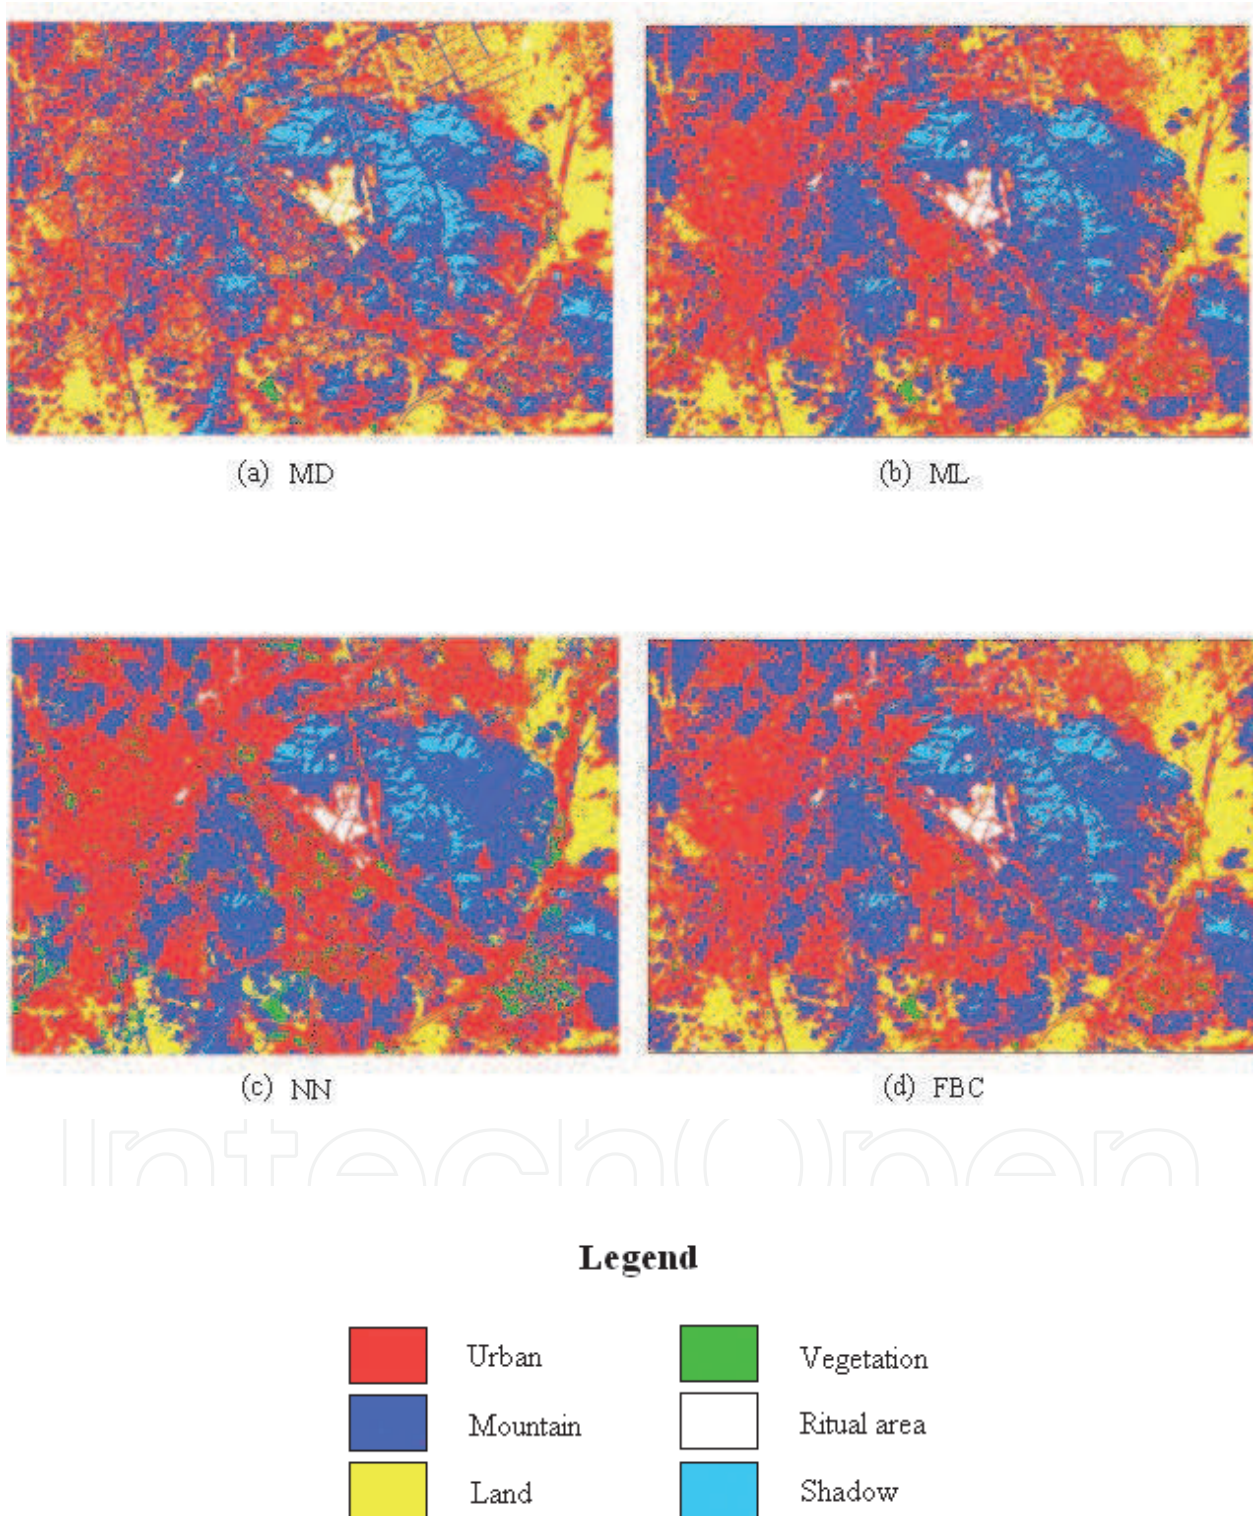 (a) MD
(b) ML
(c) NN
(d) FBC
IntechOpen
Legend
Urban
Vegetation
Mountain
Ritual area
Land
Shadow